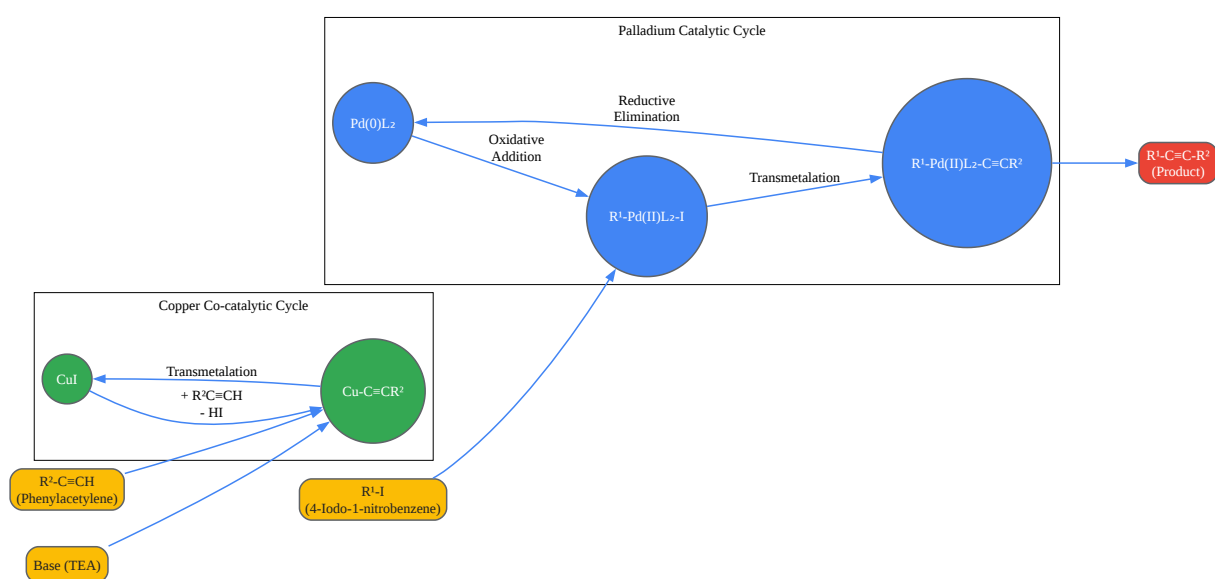 Palladium Catalytic Cycle
Pd(0)L₂
Reductive
Elimination
Oxidative
Addition
R¹-Pd(II)L₂-I
Transmetalation
R¹-Pd(II)L₂-C≡CR²
R¹-C≡C-R²
(Product)
Copper Co-catalytic Cycle
CuI
Transmetalation
+ R²C≡CH
- HI
Cu-C≡CR²
R²-C≡CH
(Phenylacetylene)
R¹-I
(4-Iodo-1-nitrobenzene)
Base (TEA)